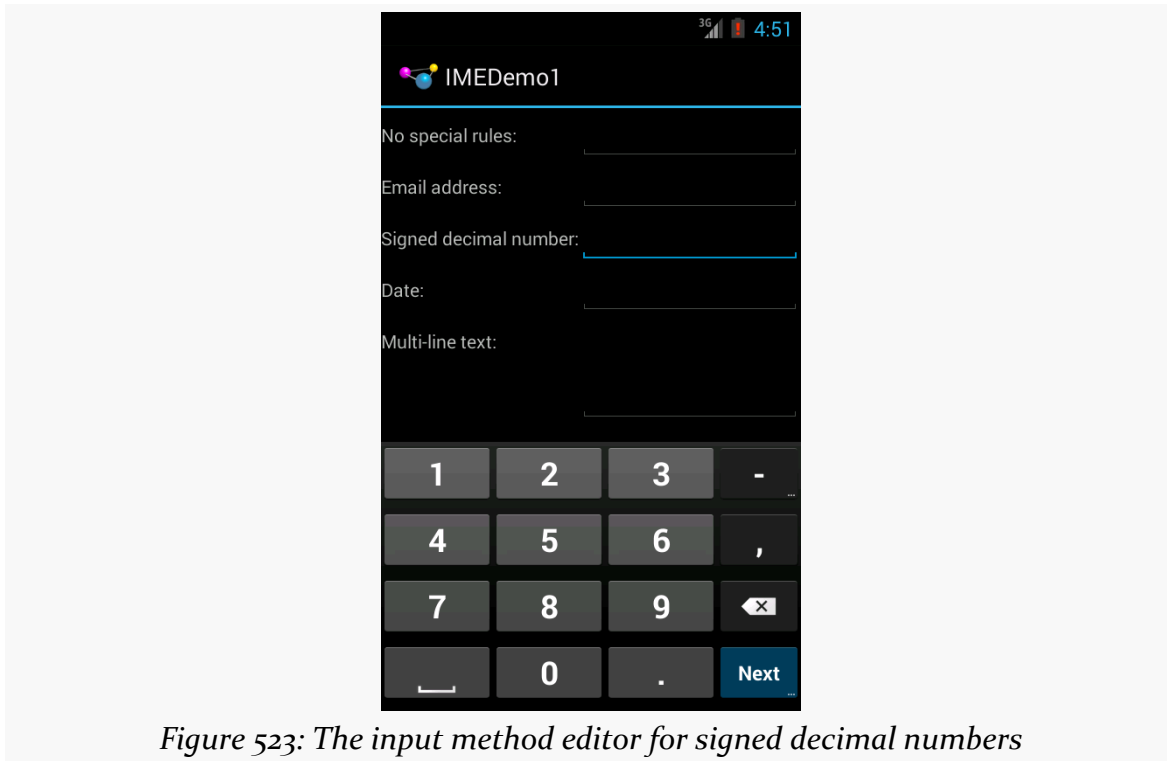 3G 4:51
IMEDemo1
No special rules:
Email address:
Signed decimal number:
Date:
Multi-line text:
1 2 3 -
...
4 5 6 ,
7 8 9
0 . Next
...
Figure 523: The input method editor for signed decimal numbers